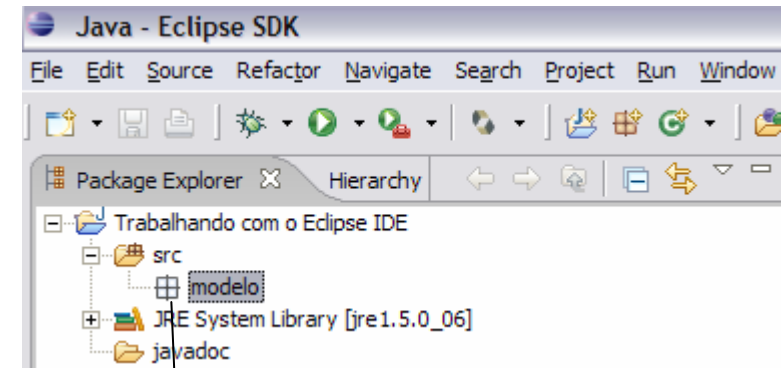 Java - Eclipse SDK
File Edit Source Refactor Navigate Search Project Run Window
Package Explorer Hierarchy
Trabalhando com o Eclipse IDE
src
modelo
JRE System Library [jre1.5.0_06]
javadoc